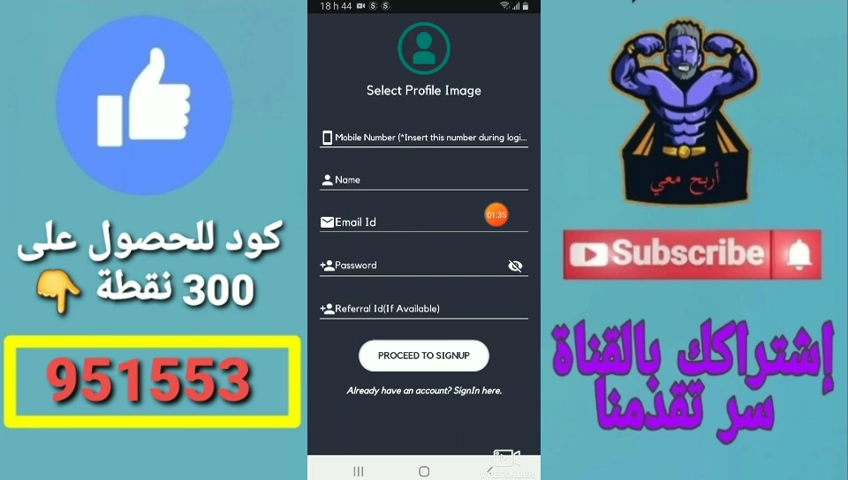 كود للحصول على
300 نقطة
951553
18 h 44
Select Profile Image
Mobile Number (*Insert this number during logi...
Name
Email Id
01:35
Password
Referral Id(If Available)
PROCEED TO SIGNUP
Already have an account? SignIn here.
أربح معي
Subscribe
إشتراكك بالقناة
سر تقدمنا